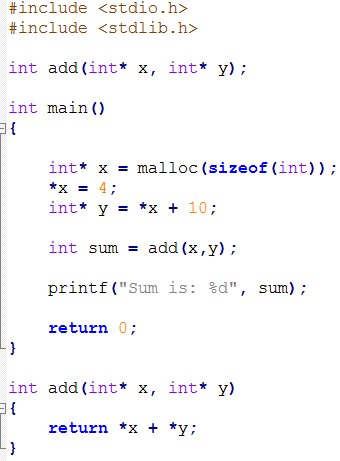 #include <stdio.h>
#include <stdlib.h>
int add(int* x, int* y);
int main()
{
int* x = malloc(sizeof(int));
*x = 4;
int* y = *x + 10;
int sum = add(x,y);
printf("Sum is: %d", sum);
return 0;
}
int add(int* x, int* y)
{
return *x + *y;
}